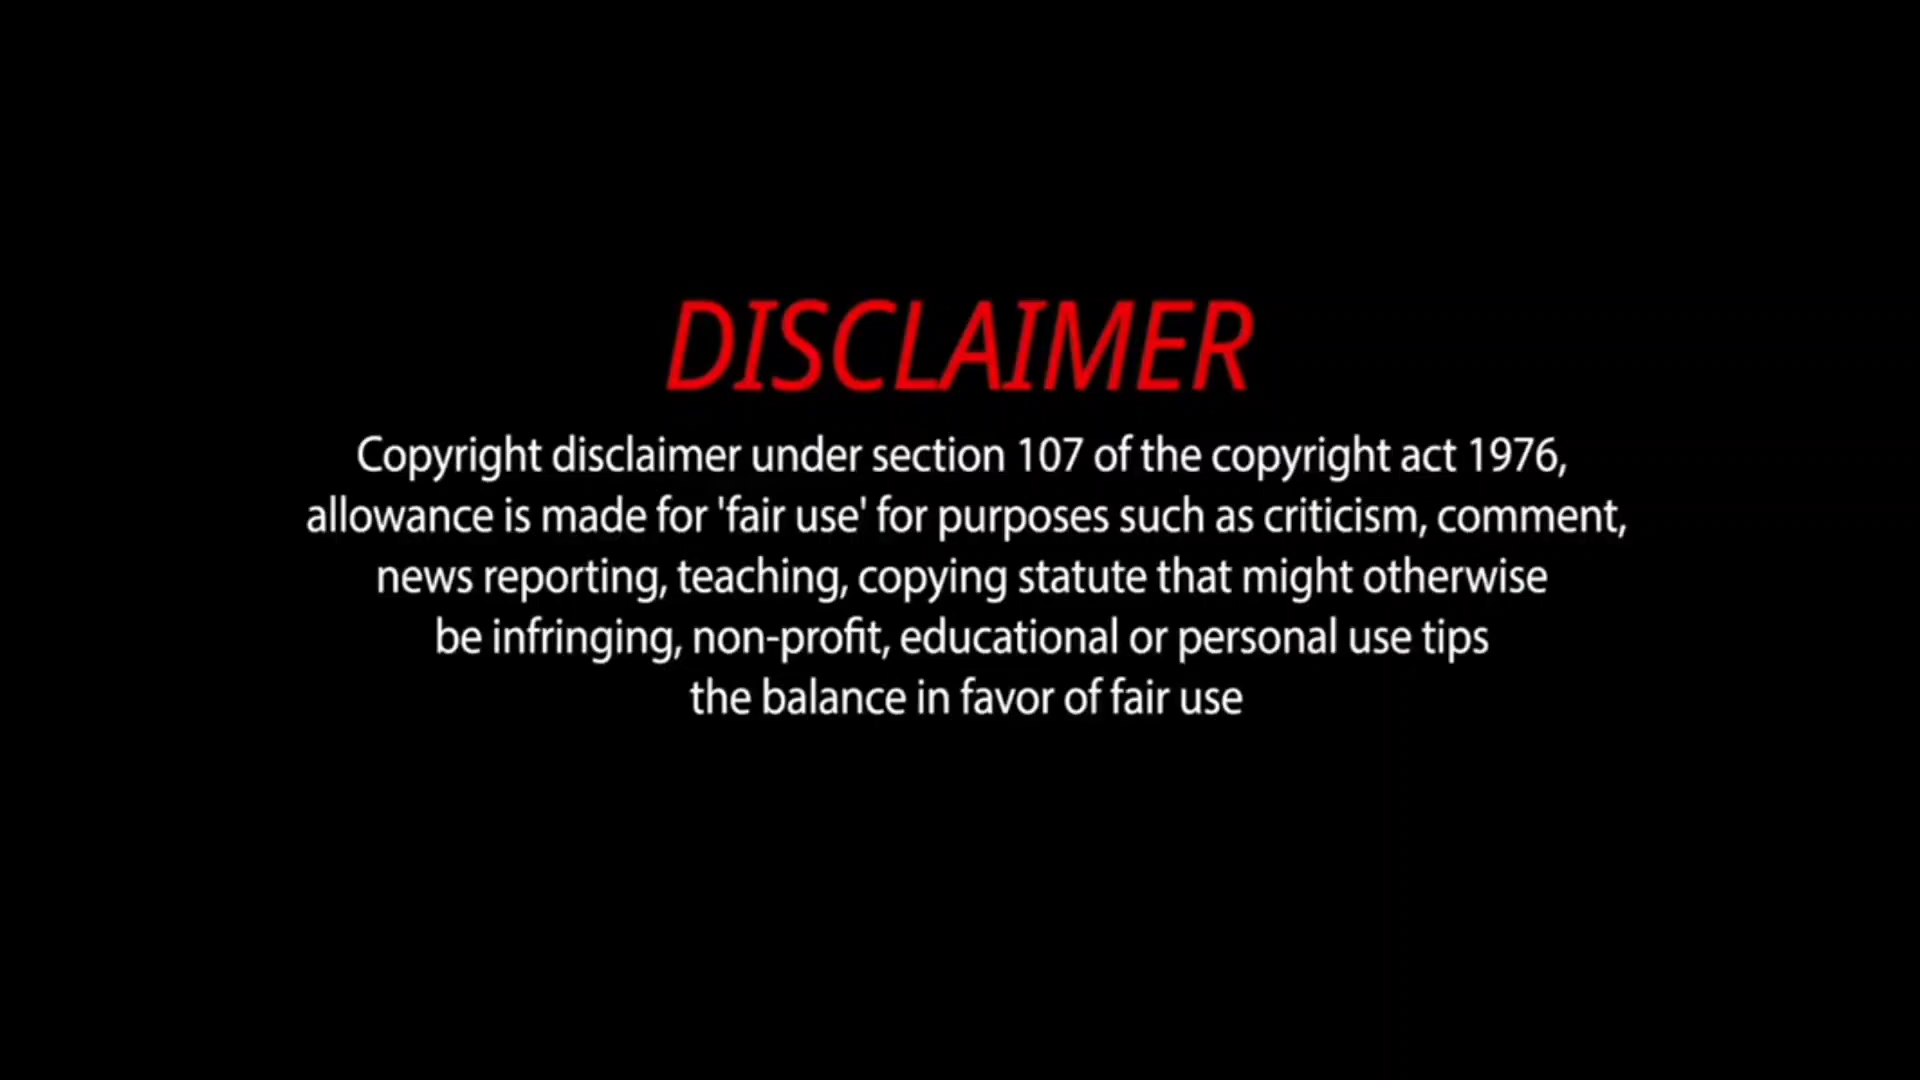 DISCLAIMER
Copyright disclaimer under section 107 of the copyright act 1976,
allowance is made for 'fair use' for purposes such as criticism, comment,
news reporting, teaching, copying statute that might otherwise
be infringing, non-profit, educational or personal use tips
the balance in favor of fair use